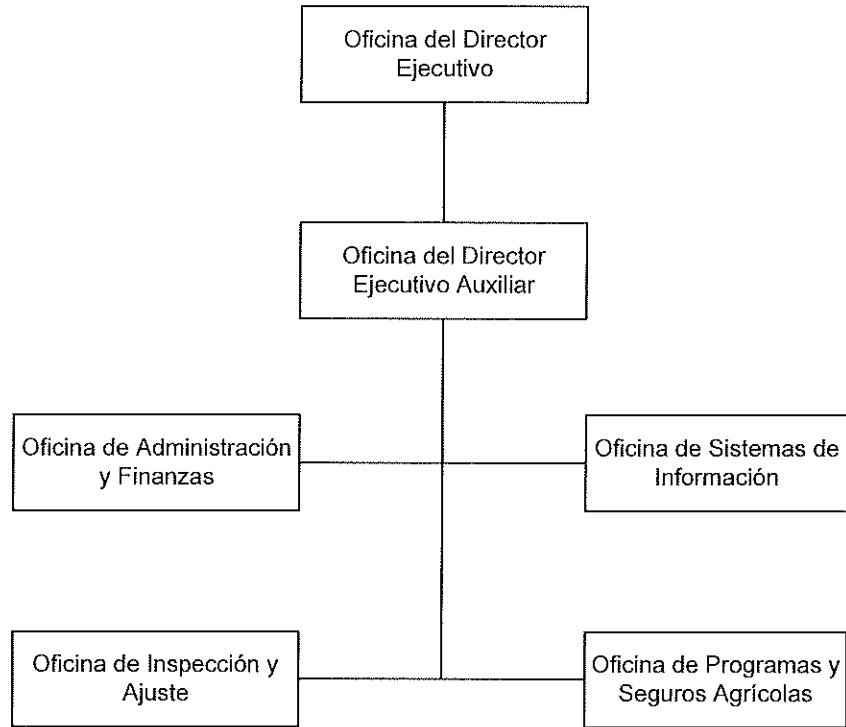 Oficina del Director
Ejecutivo
Oficina del Director
Ejecutivo Auxiliar
Oficina de Administración
y Finanzas
Oficina de Sistemas de
Información
Oficina de Inspección y
Ajuste
Oficina de Programas y
Seguros Agrícolas